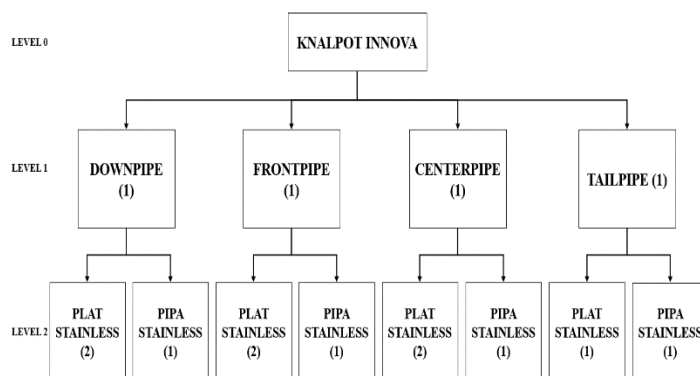 LEVEL 0
KNALPOT INNOVA
LEVEL 1
DOWNPIPE
(1)
FRONTPIPE
(1)
CENTERPIPE
(1)
TAILPIPE (1)
LEVEL 2
PLAT
STAINLESS
(2)
PIPA
STAINLESS
(1)
PLAT
STAINLESS
(2)
PIPA
STAINLESS
(1)
PLAT
STAINLESS
(2)
PIPA
STAINLESS
(1)
PLAT
STAINLESS
(1)
PIPA
STAINLESS
(1)